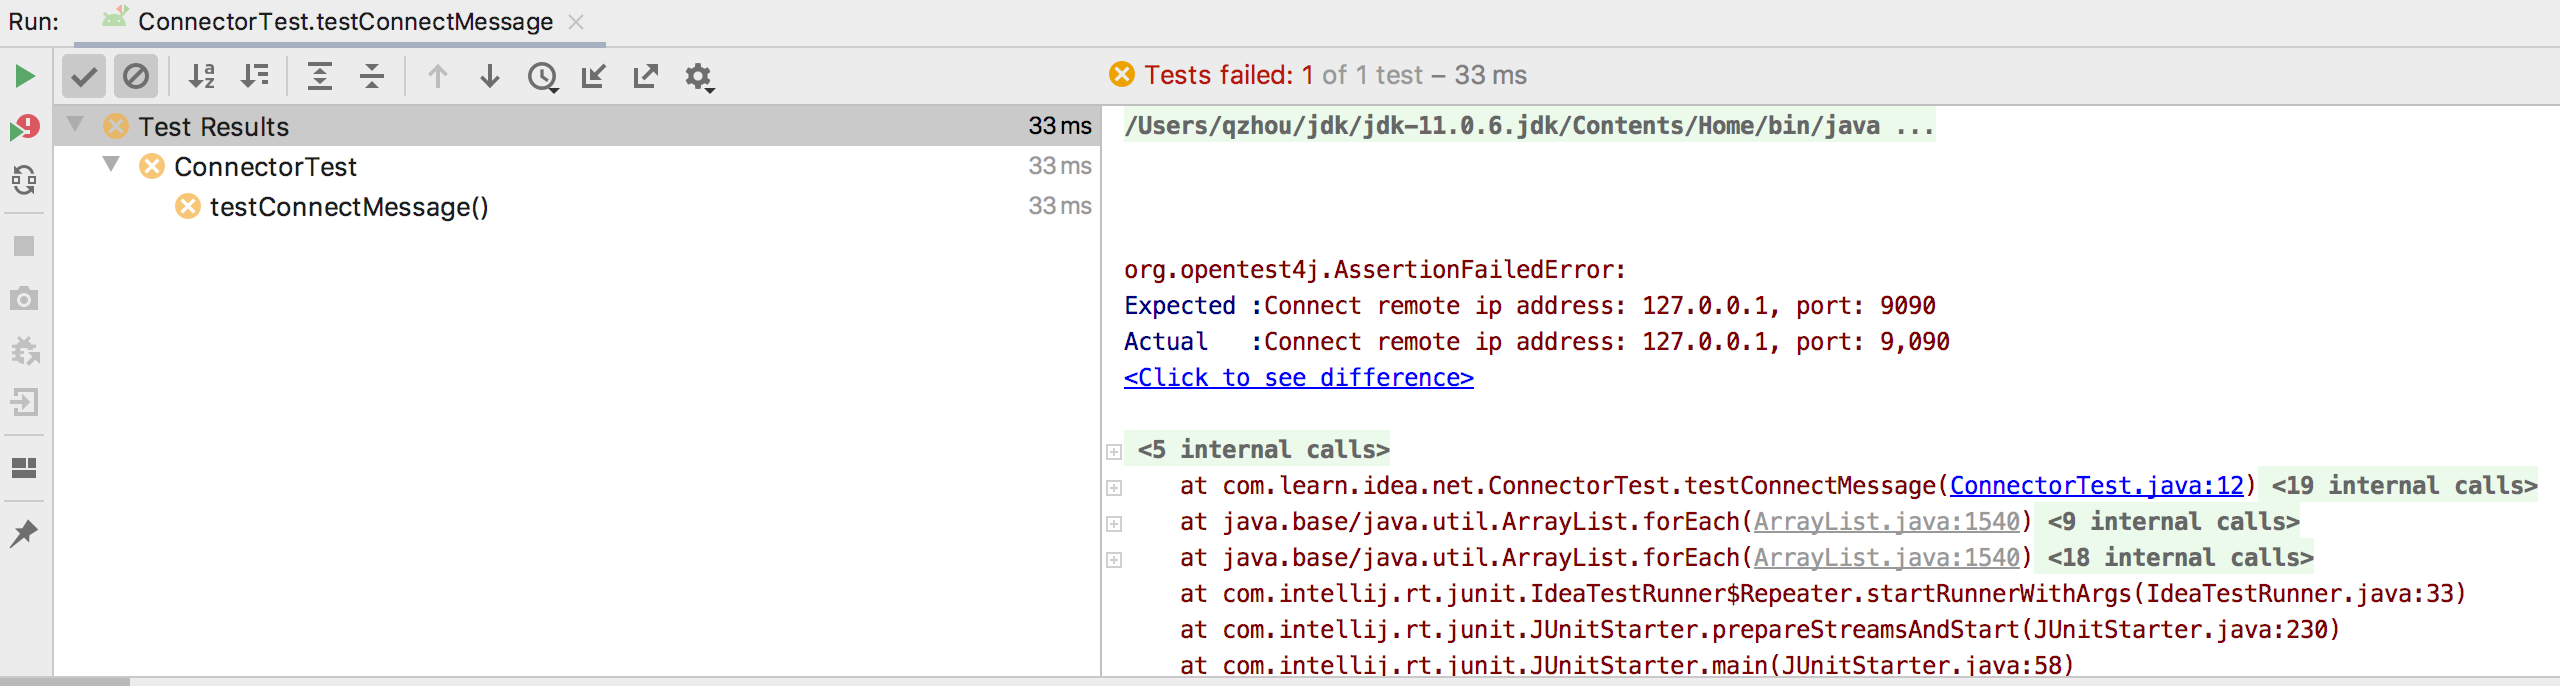 Run: ConnectorTest.testConnectMessage
Tests failed: 1 of 1 test – 33 ms
Test Results 33 ms
ConnectorTest 33 ms
testConnectMessage() 33 ms
/Users/qzhou/jdk/jdk-11.0.6.jdk/Contents/Home/bin/java ...
org.opentest4j.AssertionFailedError:
Expected :Connect remote ip address: 127.0.0.1, port: 9090
Actual   :Connect remote ip address: 127.0.0.1, port: 9,090
<Click to see difference>
<5 internal calls>
at com.learn.idea.net.ConnectorTest.testConnectMessage(ConnectorTest.java:12) <19 internal calls>
at java.base/java.util.ArrayList.forEach(ArrayList.java:1540) <9 internal calls>
at java.base/java.util.ArrayList.forEach(ArrayList.java:1540) <18 internal calls>
at com.intellij.rt.junit.IdeaTestRunner$Repeater.startRunnerWithArgs(IdeaTestRunner.java:33)
at com.intellij.rt.junit.JUnitStarter.prepareStreamsAndStart(JUnitStarter.java:230)
at com.intellij.rt.junit.JUnitStarter.main(JUnitStarter.java:58)